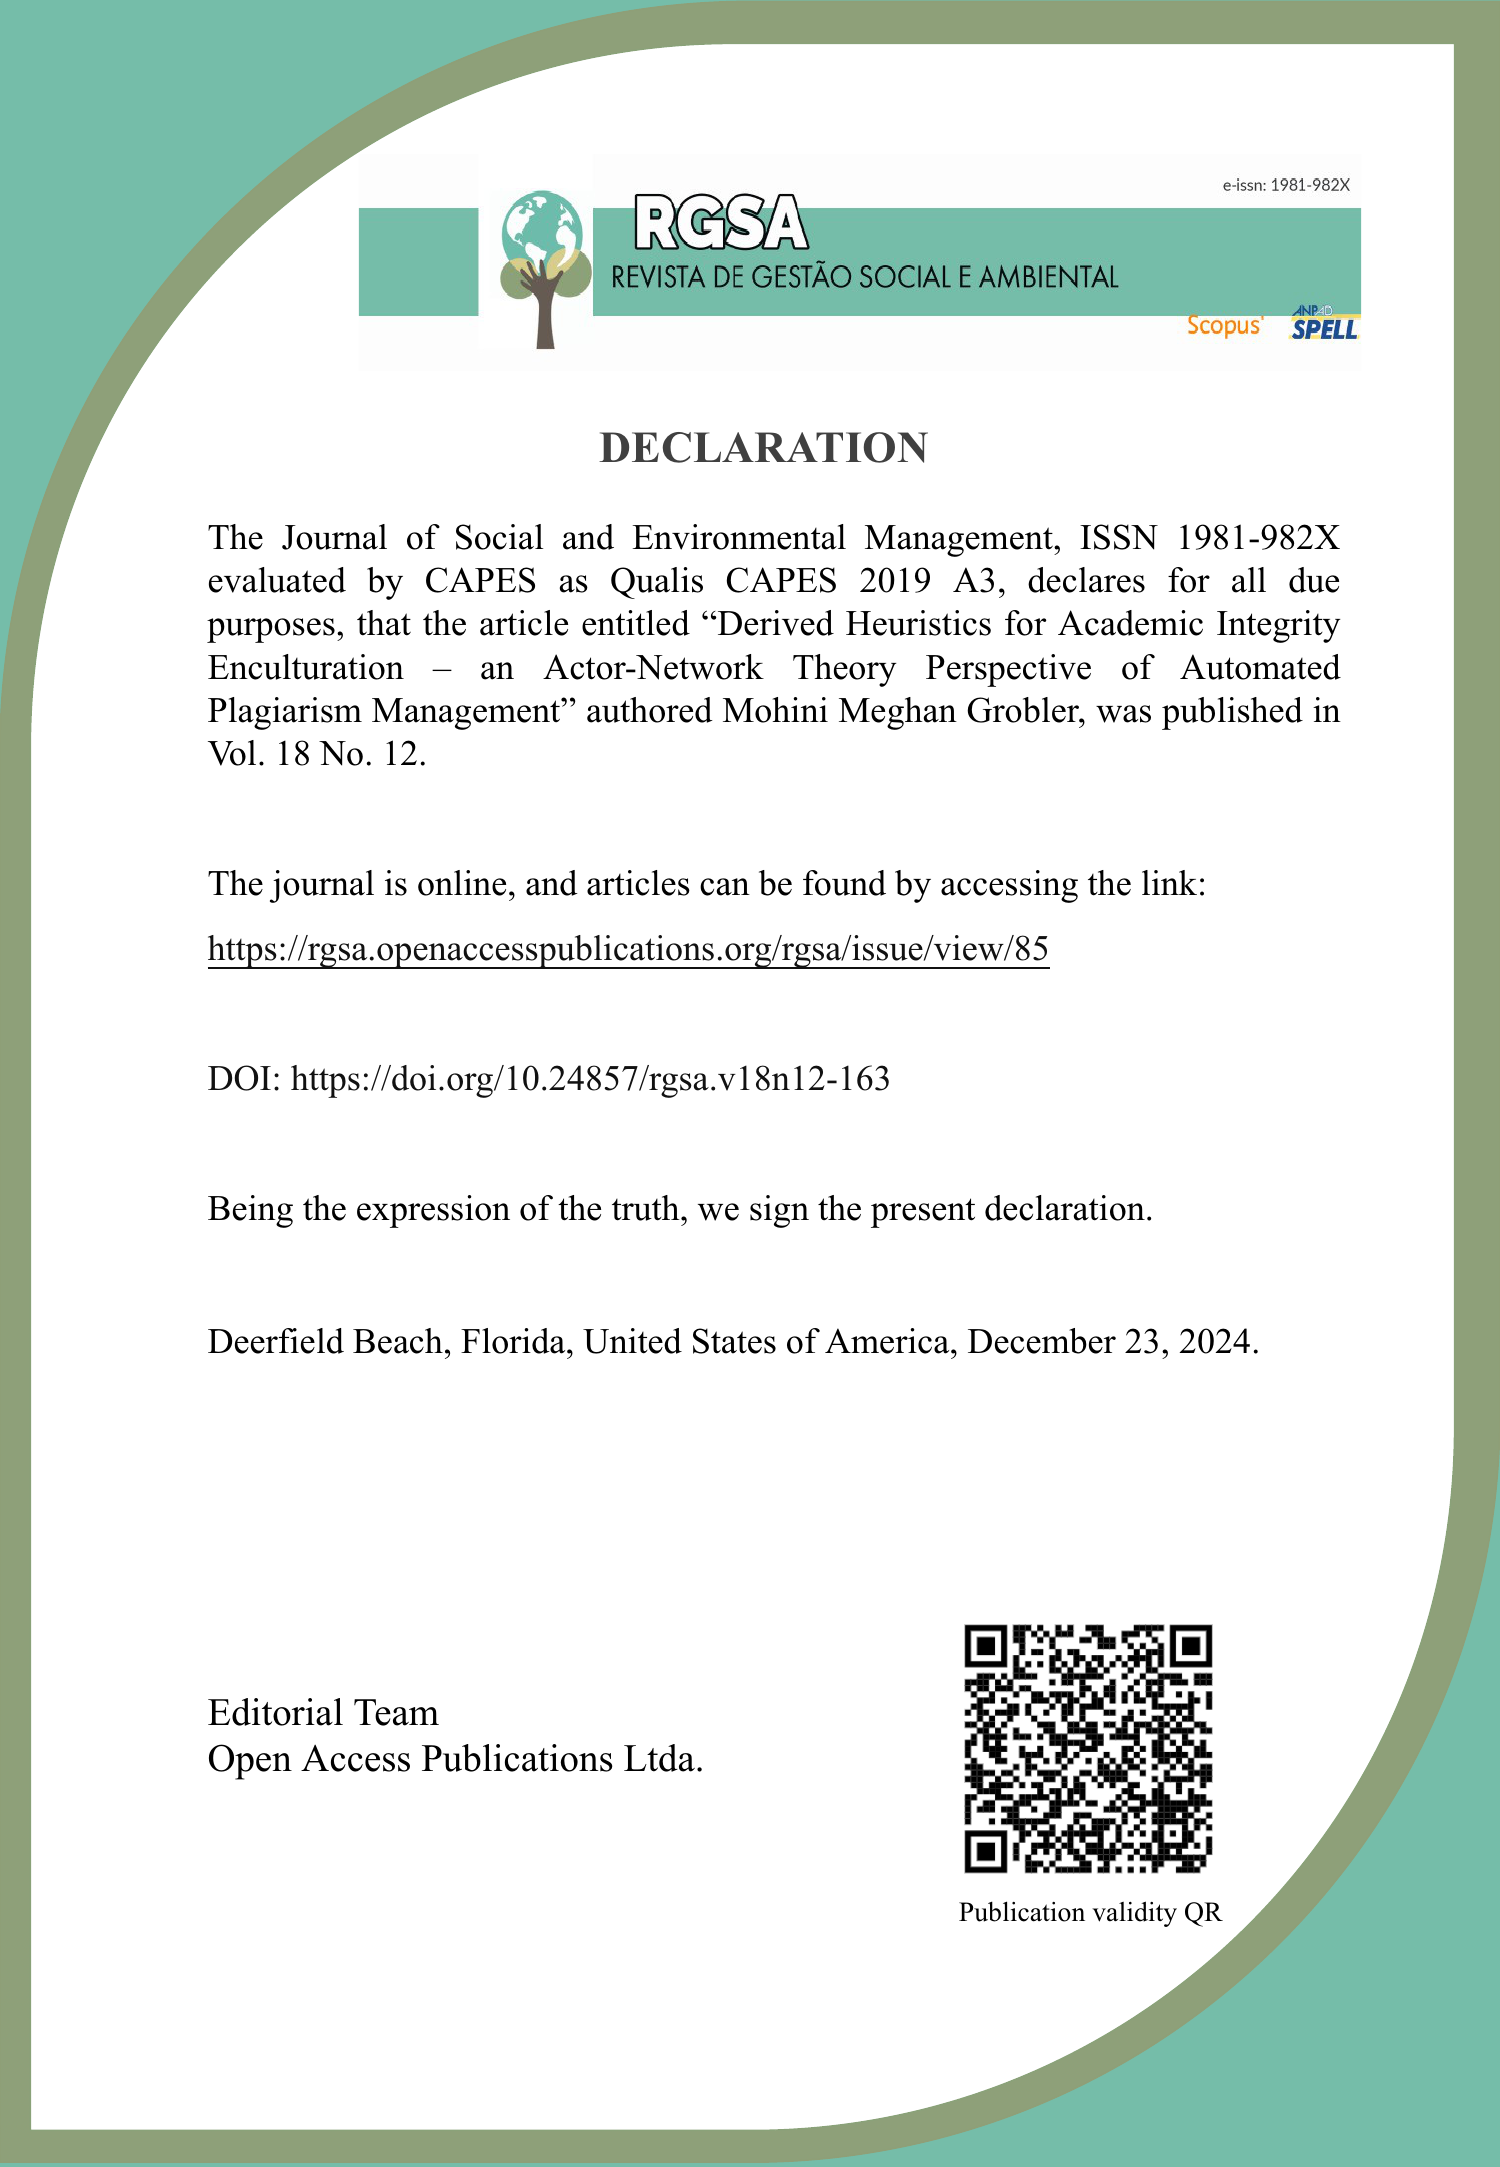 e-issn: 1981-982X
RGSA
REVISTA DE GESTÃO SOCIAL E AMBIENTAL
Scopus'
ANPAD
SPELL
DECLARATION
The Journal of Social and Environmental Management, ISSN 1981-982X
evaluated by CAPES as Qualis CAPES 2019 A3, declares for all due
purposes, that the article entitled “Derived Heuristics for Academic Integrity
Enculturation – an Actor-Network Theory Perspective of Automated
Plagiarism Management” authored Mohini Meghan Grobler, was published in
Vol. 18 No. 12.
The journal is online, and articles can be found by accessing the link:
https://rgsa.openaccesspublications.org/rgsa/issue/view/85
DOI: https://doi.org/10.24857/rgsa.v18n12-163
Being the expression of the truth, we sign the present declaration.
Deerfield Beach, Florida, United States of America, December 23, 2024.
Editorial Team
Open Access Publications Ltda.
Publication validity QR